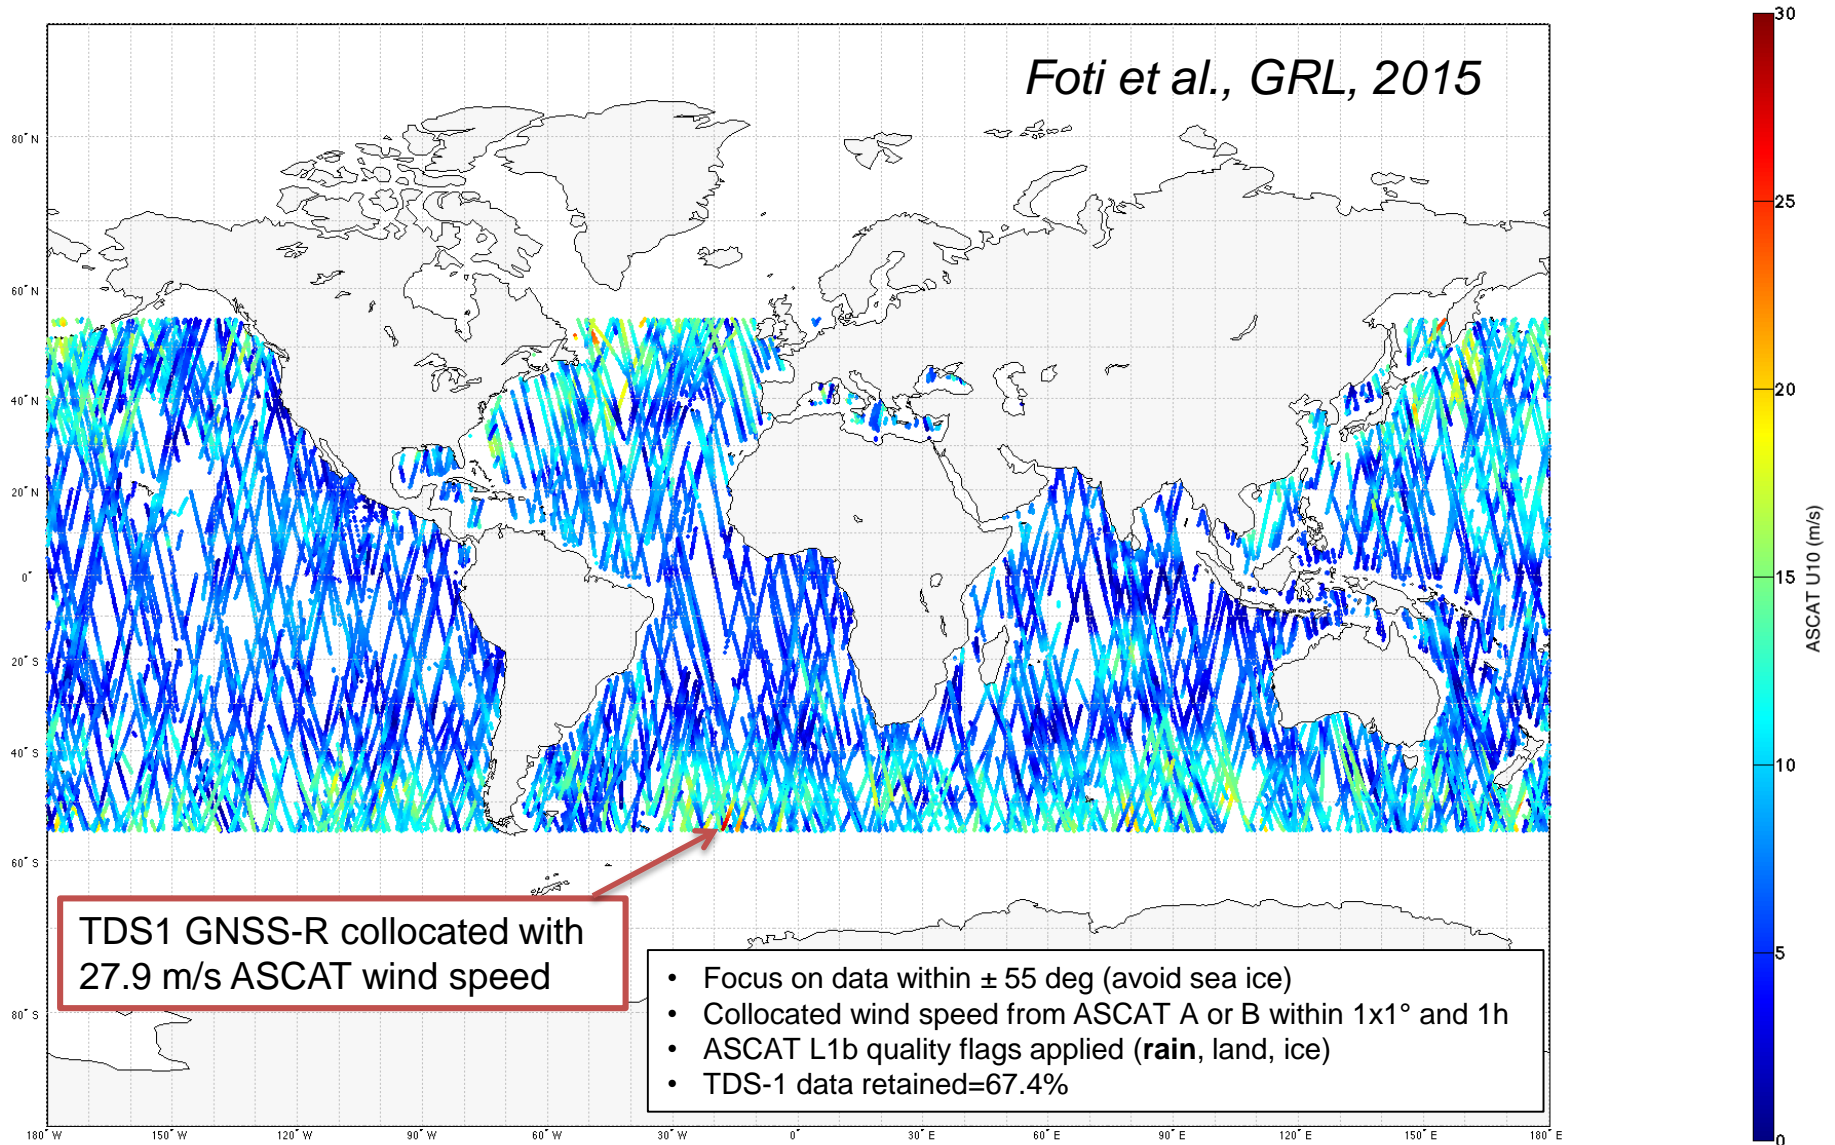 Foti et al., GRL, 2015
80° N
60° N
40° N
20° N
0°
20° S
40° S
60° S
80° S
180° W
150° W
120° W
90° W
60° W
30° W
0°
30° E
60° E
90° E
120° E
150° E
180° E
TDS1 GNSS-R collocated with
27.9 m/s ASCAT wind speed
• Focus on data within ± 55 deg (avoid sea ice)
• Collocated wind speed from ASCAT A or B within 1x1° and 1h
• ASCAT L1b quality flags applied (rain, land, ice)
• TDS-1 data retained=67.4%
30
25
20
15
10
5
0
ASCAT U10 (m/s)